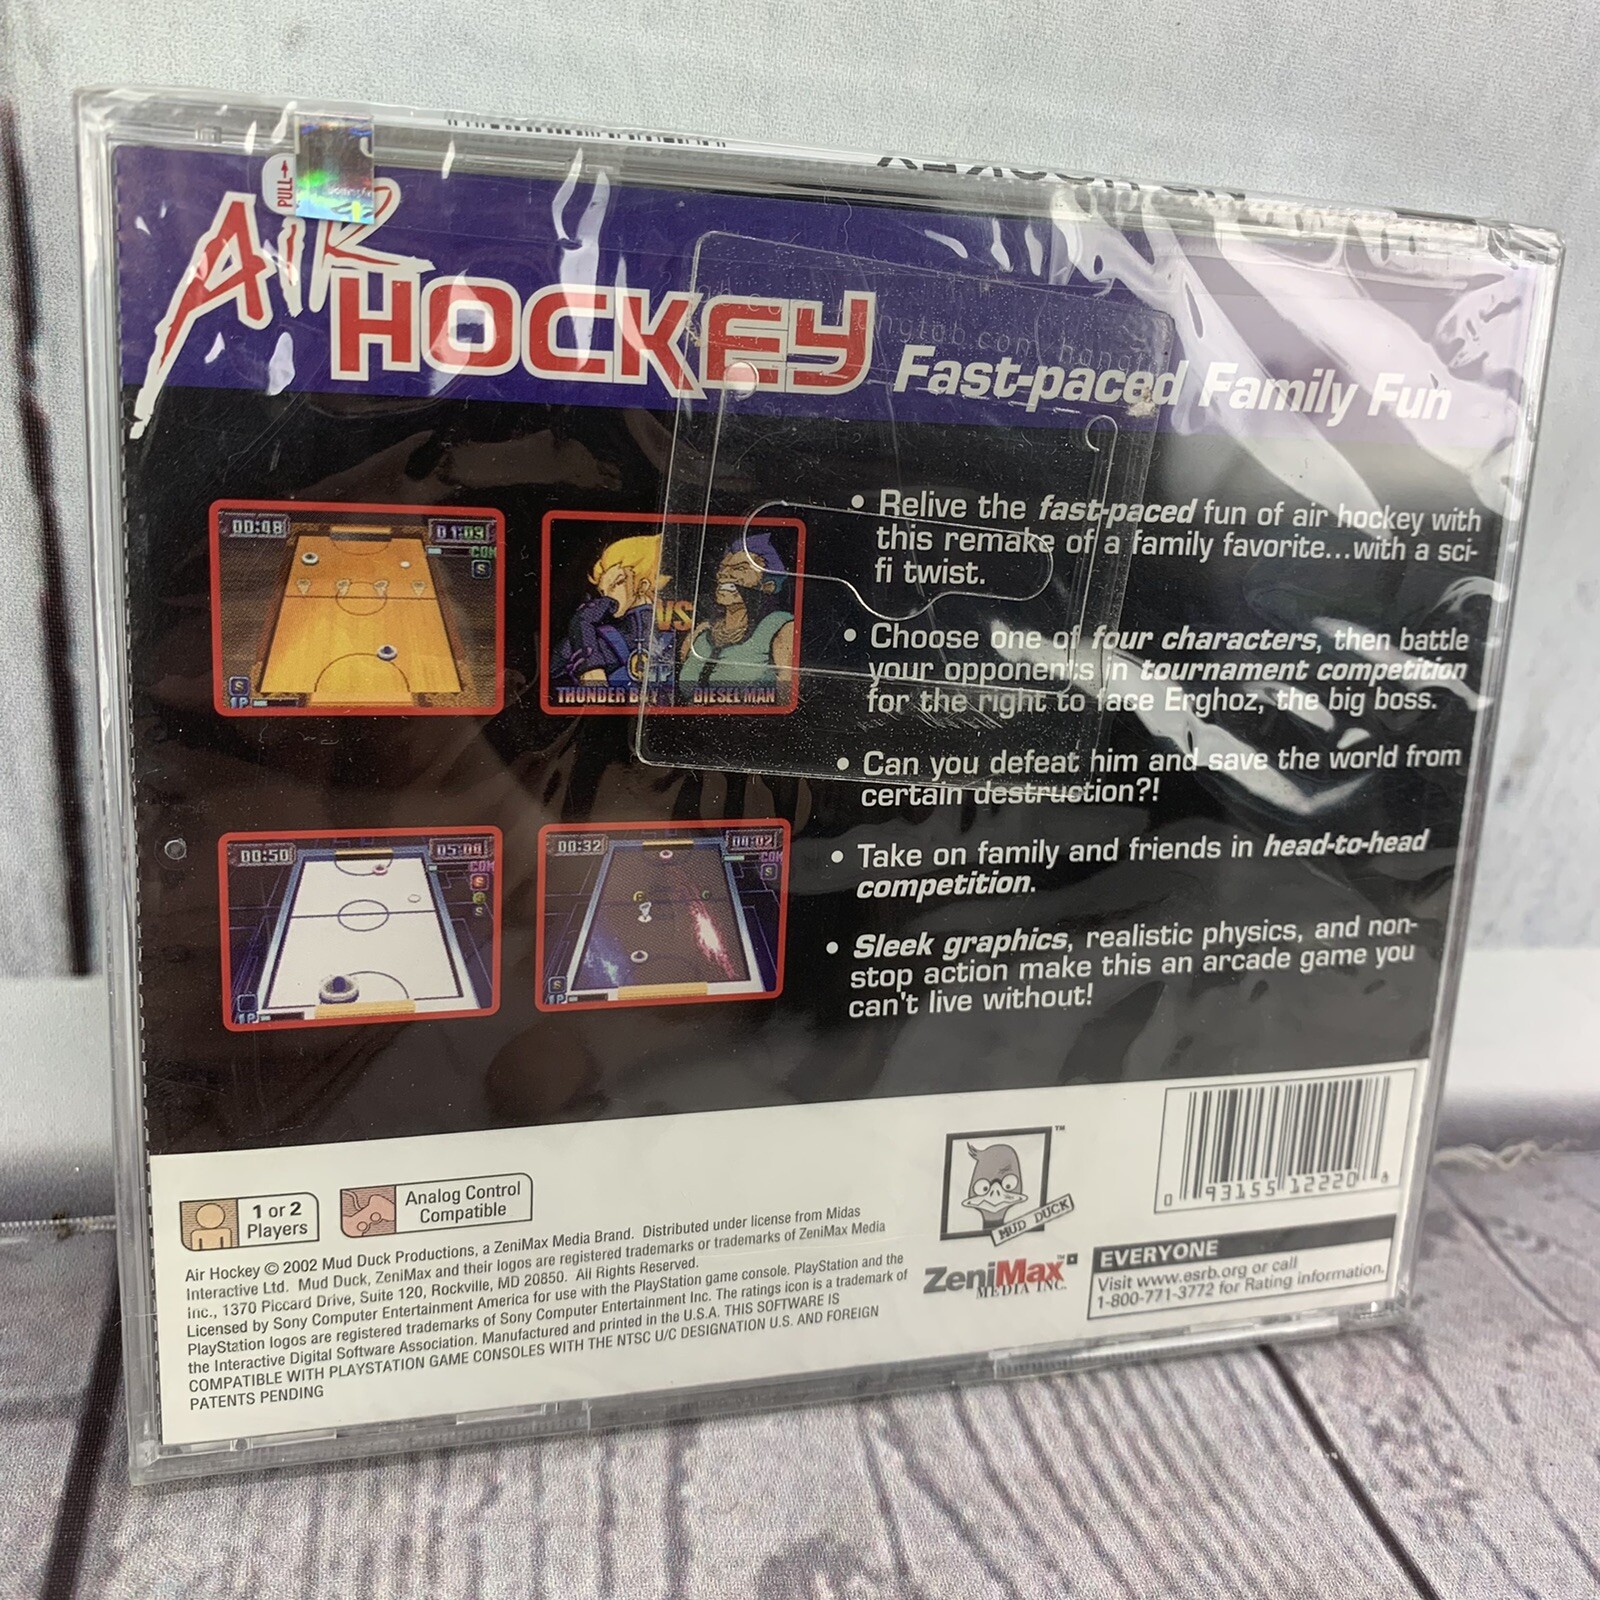 PULL→
AiR
HOCKEY
Fast-paced Family Fun
hangtab.com
00:48
01:03
COM
S
S
1P
VS
THUNDER BOY
DIESEL MAN
00:50
05:00
COM
S
S
1P
00:32
00:02
COM
S
S
1P
• Relive the fast-paced fun of air hockey with
this remake of a family favorite...with a sci-
fi twist.
• Choose one of four characters, then battle
your opponents in tournament competition
for the right to face Erghoz, the big boss.
• Can you defeat him and save the world from
certain destruction?!
• Take on family and friends in head-to-head
competition.
• Sleek graphics, realistic physics, and non-
stop action make this an arcade game you
can't live without!
1 or 2
Players
Analog Control
Compatible
Air Hockey © 2002 Mud Duck Productions, a ZeniMax Media Brand. Distributed under license from Midas
Interactive Ltd. Mud Duck, ZeniMax and their logos are registered trademarks or trademarks of ZeniMax Media
Inc., 1370 Piccard Drive, Suite 120, Rockville, MD 20850. All Rights Reserved.
Licensed by Sony Computer Entertainment America for use with the PlayStation game console. PlayStation and the
PlayStation logos are registered trademarks of Sony Computer Entertainment Inc. The ratings icon is a trademark of
the Interactive Digital Software Association. Manufactured and printed in the U.S.A. THIS SOFTWARE IS
COMPATIBLE WITH PLAYSTATION GAME CONSOLES WITH THE NTSC U/C DESIGNATION U.S. AND FOREIGN
PATENTS PENDING
™
MUD DUCK
ZeniMax™
MEDIA INC.
0 93155 12220
EVERYONE
Visit www.esrb.org or call
1-800-771-3772 for Rating information.